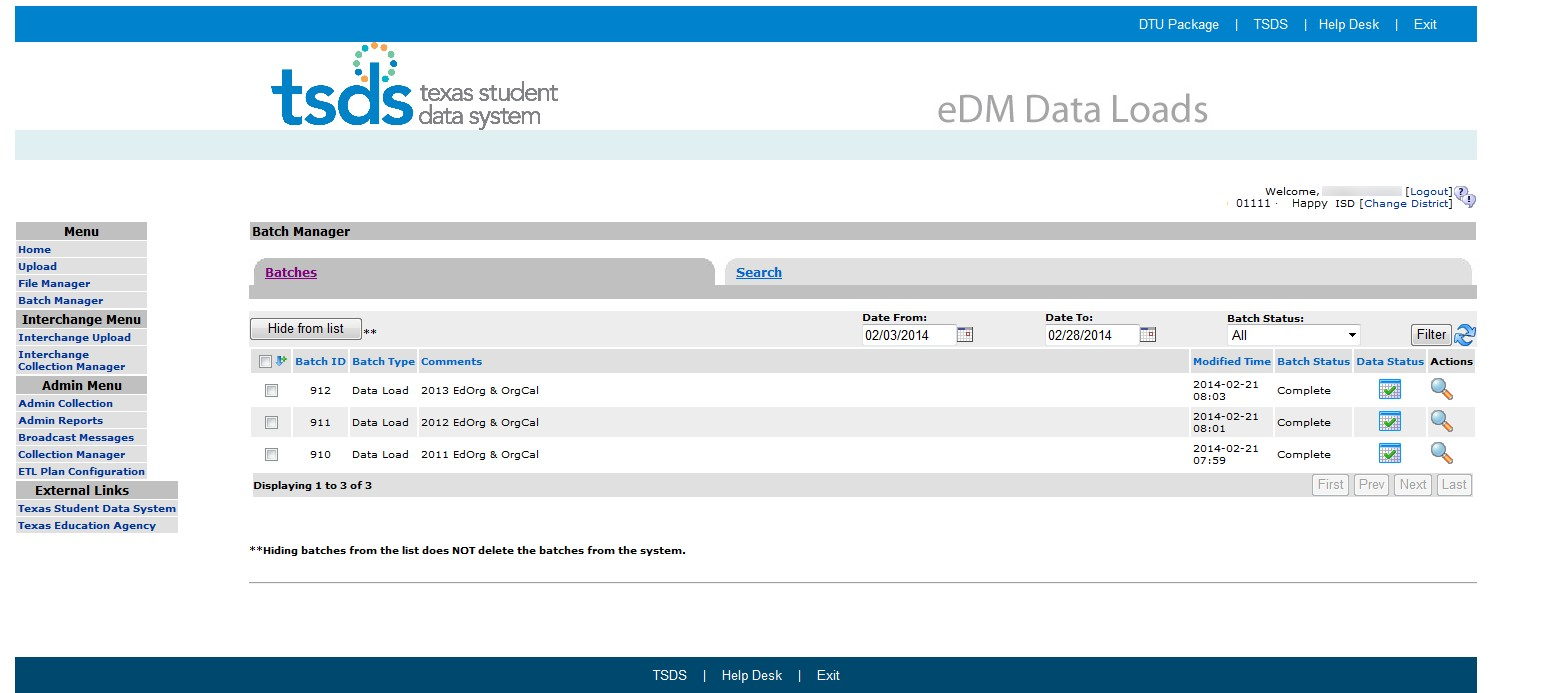 DTU Package | TSDS | Help Desk | Exit
tsds texas student
data system
eDM Data Loads
Welcome, [Logout]
01111 Happy ISD [Change District]
Menu
Home
Upload
File Manager
Batch Manager
Interchange Menu
Interchange Upload
Interchange
Collection Manager
Admin Menu
Admin Collection
Admin Reports
Broadcast Messages
Collection Manager
ETL Plan Configuration
External Links
Texas Student Data System
Texas Education Agency
Batch Manager
Batches Search
Hide from list **
Date From: Date To: Batch Status:
02/03/2014 02/28/2014 All Filter
Batch ID Batch Type Comments Modified Time Batch Status Data Status Actions
912 Data Load 2013 EdOrg & OrgCal 2014-02-21 Complete
08:03
911 Data Load 2012 EdOrg & OrgCal 2014-02-21 Complete
08:01
910 Data Load 2011 EdOrg & OrgCal 2014-02-21 Complete
07:59
Displaying 1 to 3 of 3 First Prev Next Last
**Hiding batches from the list does NOT delete the batches from the system.
TSDS | Help Desk | Exit